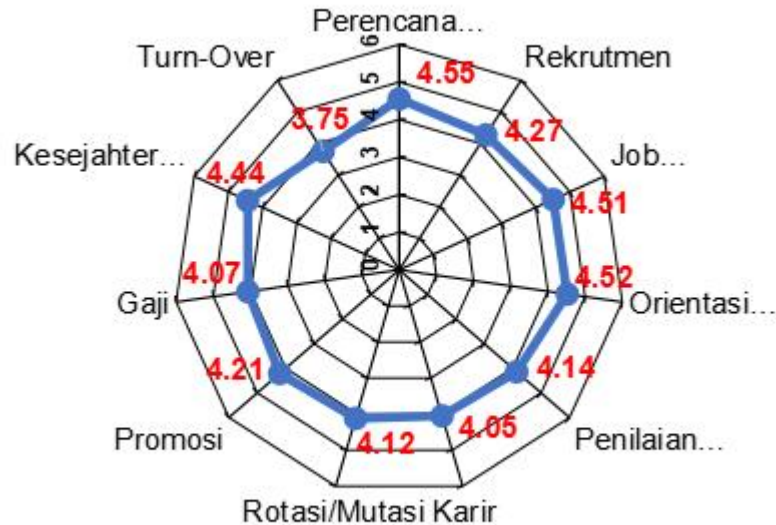 Perencana...
Rekrutmen
Job...
Orientasi...
Penilaian...
Rotasi/Mutasi Karir
Promosi
Gaji
Kesejahter...
Turn-Over
6
5
4
3
2
1
0
4.55
4.27
4.51
4.52
4.14
4.05
4.12
4.21
4.07
4.44
3.75